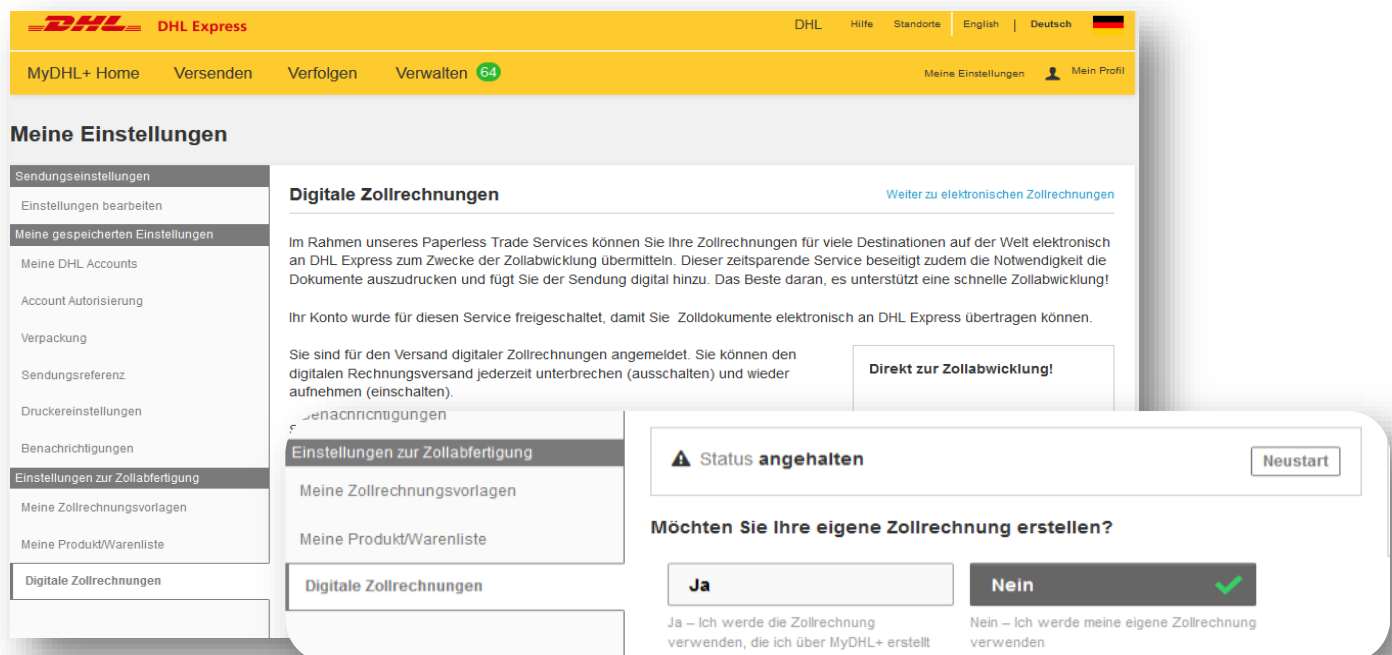 DHL DHL Express DHL Hilfe Standorte English | Deutsch
MyDHL+ Home Versenden Verfolgen Verwalten 64 Meine Einstellungen Mein Profil
Meine Einstellungen
Sendungseinstellungen
Einstellungen bearbeiten
Meine gespeicherten Einstellungen
Meine DHL Accounts
Account Autorisierung
Verpackung
Sendungsreferenz
Druckereinstellungen
Benachrichtigungen
Einstellungen zur Zollabfertigung
Meine Zollrechnungsvorlagen
Meine Produkt/Warenliste
Digitale Zollrechnungen
Digitale Zollrechnungen
Weiter zu elektronischen Zollrechnungen
Im Rahmen unseres Paperless Trade Services können Sie Ihre Zollrechnungen für viele Destinationen auf der Welt elektronisch
an DHL Express zum Zwecke der Zollabwicklung übermitteln. Dieser zeitsparende Service beseitigt zudem die Notwendigkeit die
Dokumente auszudrucken und fügt Sie der Sendung digital hinzu. Das Beste daran, es unterstützt eine schnelle Zollabwicklung!
Ihr Konto wurde für diesen Service freigeschaltet, damit Sie Zolldokumente elektronisch an DHL Express übertragen können.
Sie sind für den Versand digitaler Zollrechnungen angemeldet. Sie können den
digitalen Rechnungsversand jederzeit unterbrechen (ausschalten) und wieder
aufnehmen (einschalten).
Direkt zur Zollabwicklung!
Benachrichtigungen
Einstellungen zur Zollabfertigung
Meine Zollrechnungsvorlagen
Meine Produkt/Warenliste
Digitale Zollrechnungen
Status angehalten
Neustart
Möchten Sie Ihre eigene Zollrechnung erstellen?
Ja
Ja – Ich werde die Zollrechnung
verwenden, die ich über MyDHL+ erstellt
Nein
Nein – Ich werde meine eigene Zollrechnung
verwenden